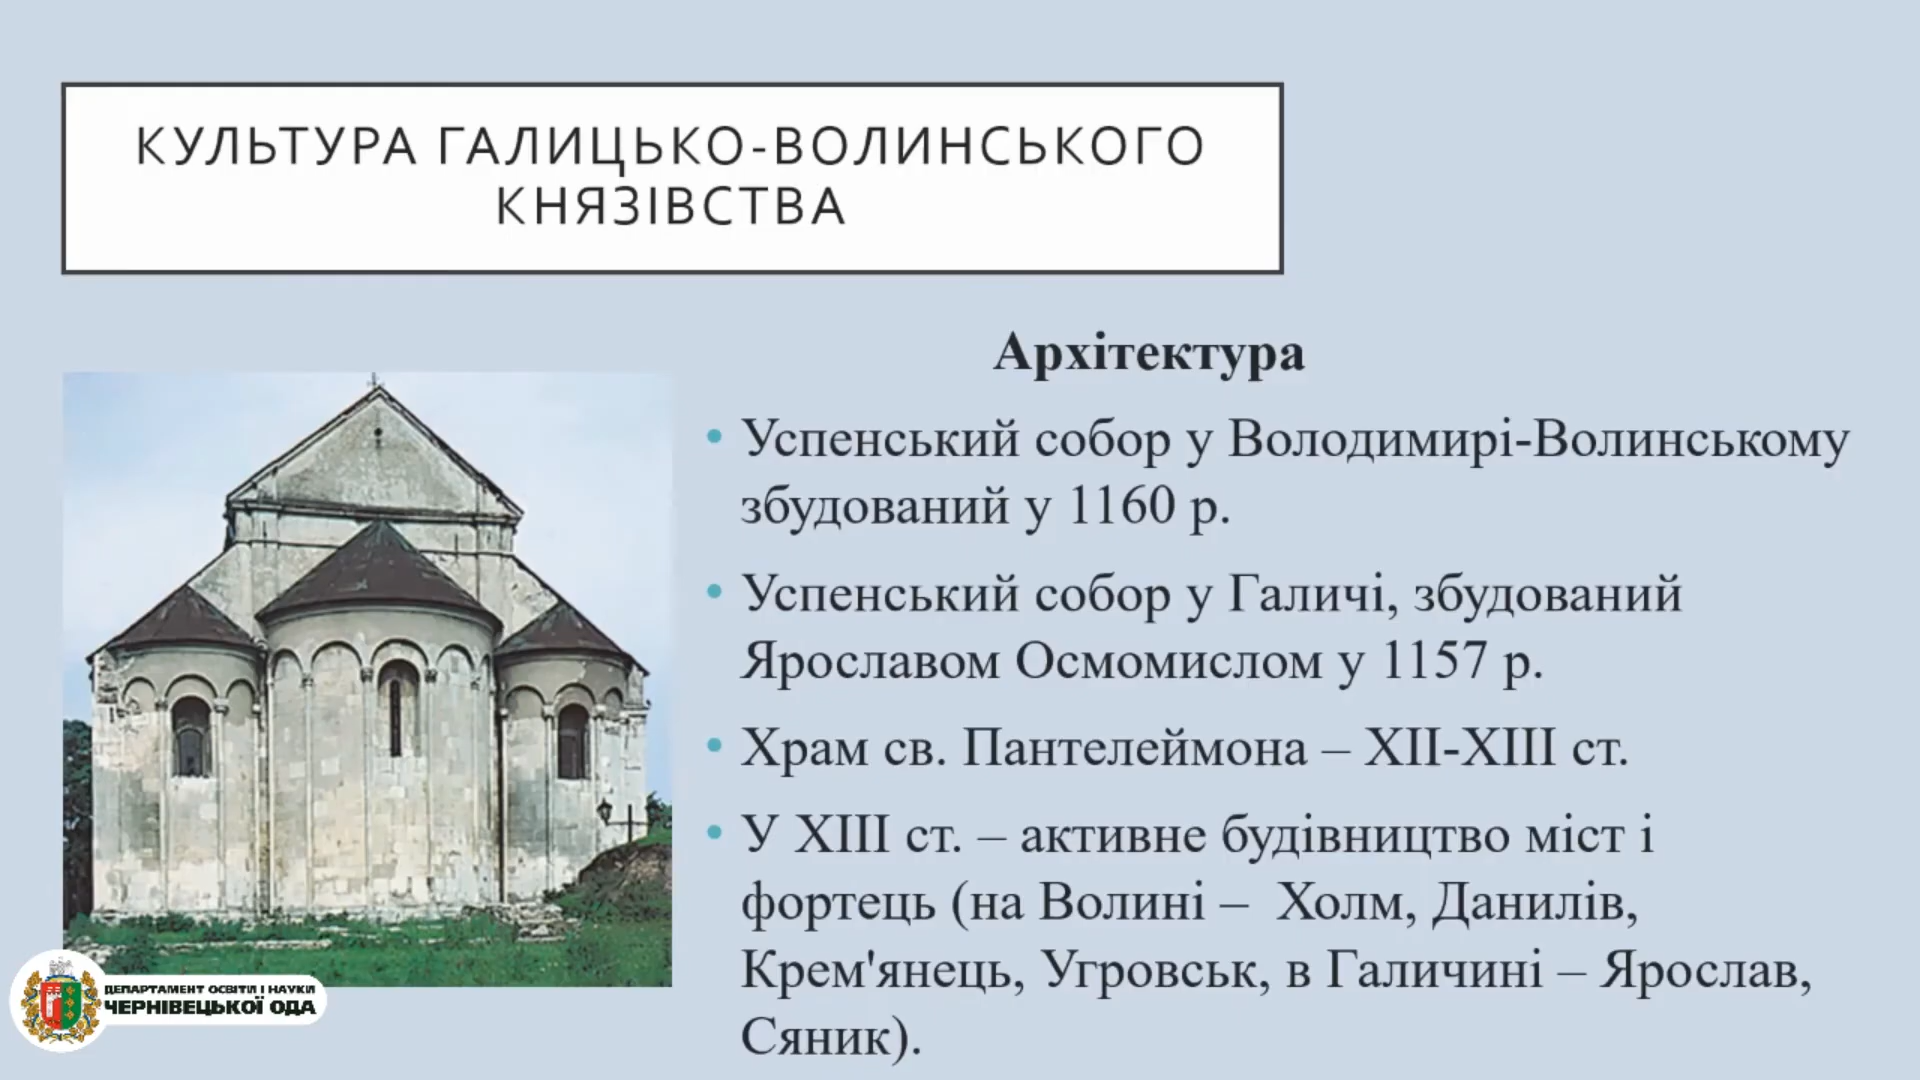 КУЛЬТУРА ГАЛИЦЬКО-ВОЛИНСЬКОГО
КНЯЗІВСТВА
Архітектура
• Успенський собор у Володимирі-Волинському
збудований у 1160 р.
• Успенський собор у Галичі, збудований
Ярославом Осмомислом у 1157 р.
• Храм св. Пантелеймона – XII-XIII ст.
• У XIII ст. – активне будівництво міст і
фортець (на Волині – Холм, Данилів,
Крем'янець, Угровськ, в Галичині – Ярослав,
Сяник).
ДЕПАРТАМЕНТ ОСВІТИ І НАУКИ
ЧЕРНІВЕЦЬКОЇ ОДА